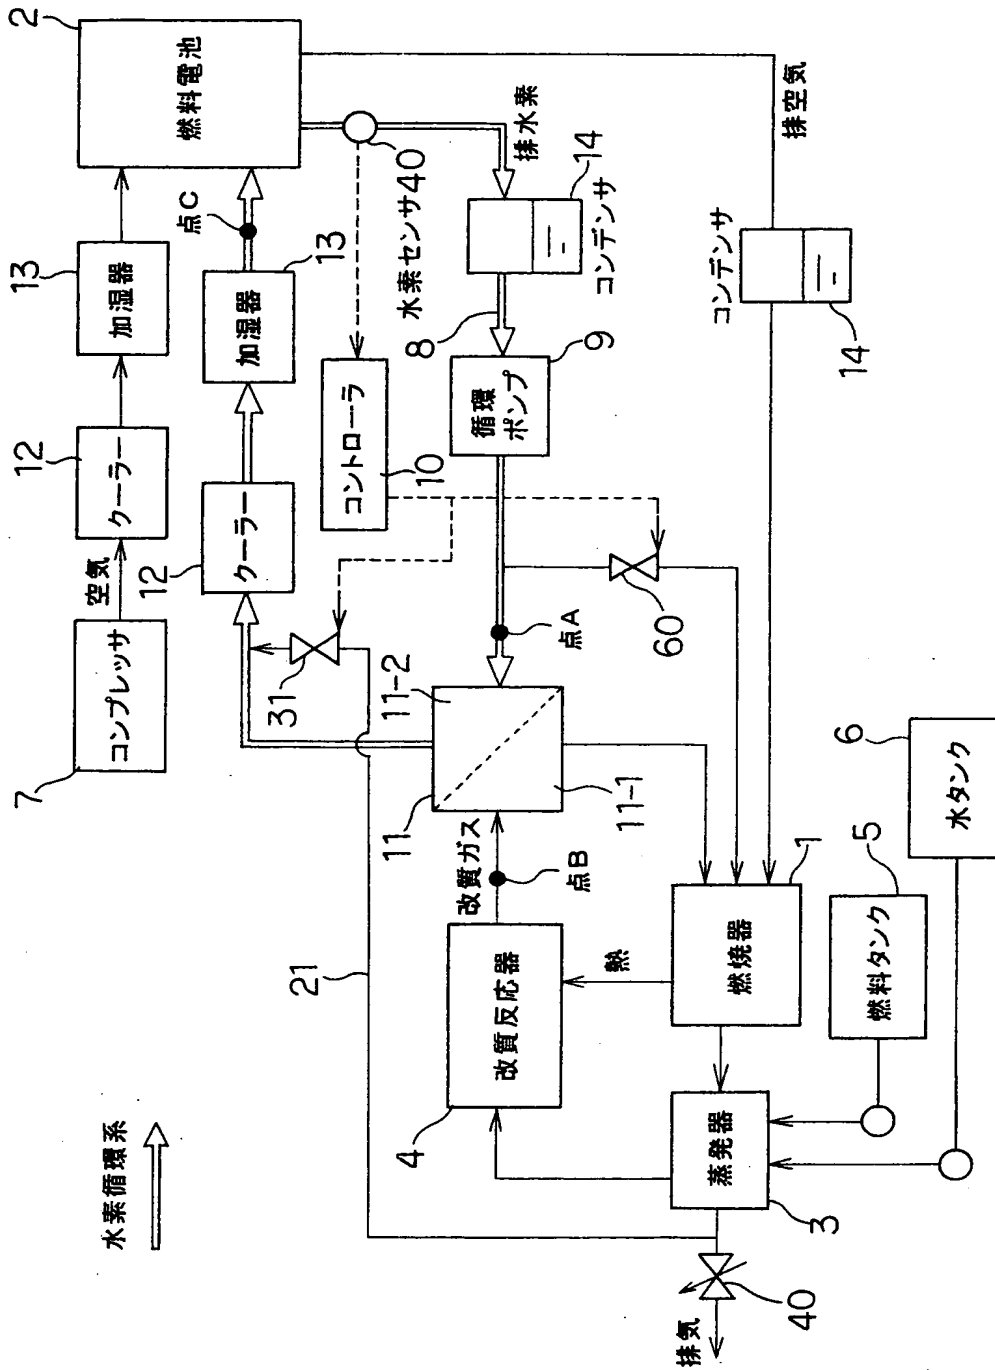 7
12
13
2
水素循環系
コンプレッサ
空気
クーラー
加湿器
燃料電池
12
点C
クーラー
加湿器
13
21
31
コントローラ
10
水素センサ40
4
改質ガス
11
11-2
8
改質反応器
循環
ポンプ
排水素
点B
点A
14
9
コンデンサ
熱
11-1
60
排気
蒸発器
燃焼器
コンデンサ
排空気
40
3
1
燃料タンク
5
14
水タンク
6